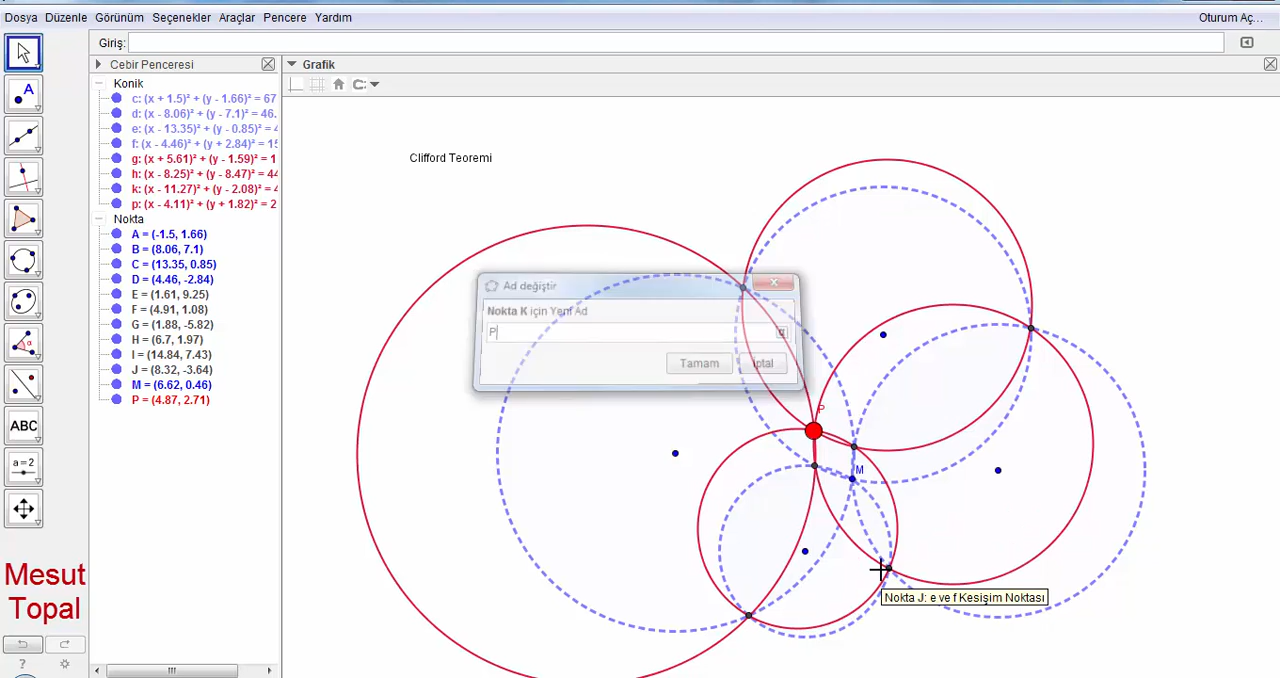 Dosya Düzenle Görünüm Seçenekler Araçlar Pencere Yardım Oturum Aç...
Giriş:
Cebir Penceresi
Grafik
Konik
c: (x + 1.5)² + (y - 1.66)² = 67
d: (x - 8.06)² + (y - 7.1)² = 46.
e: (x - 13.35)² + (y - 0.85)² = 4
f: (x - 4.46)² + (y + 2.84)² = 15
g: (x + 5.61)² + (y - 1.59)² = 1
h: (x - 8.25)² + (y - 8.47)² = 44
k: (x - 11.27)² + (y - 2.08)² = 4
p: (x - 4.11)² + (y + 1.82)² = 2
Nokta
A = (-1.5, 1.66)
B = (8.06, 7.1)
C = (13.35, 0.85)
D = (4.46, -2.84)
E = (1.61, 9.25)
F = (4.91, 1.08)
G = (1.88, -5.82)
H = (6.7, 1.97)
I = (14.84, 7.43)
J = (8.32, -3.64)
M = (6.62, 0.46)
P = (4.87, 2.71)
Clifford Teoremi
Ad değiştir
Nokta K için Yeni Ad
P
α
Tamam
İptal
P
M
Nokta J: e ve f Kesişim Noktası
A
α
ABC
a=2
Mesut
Topal
?